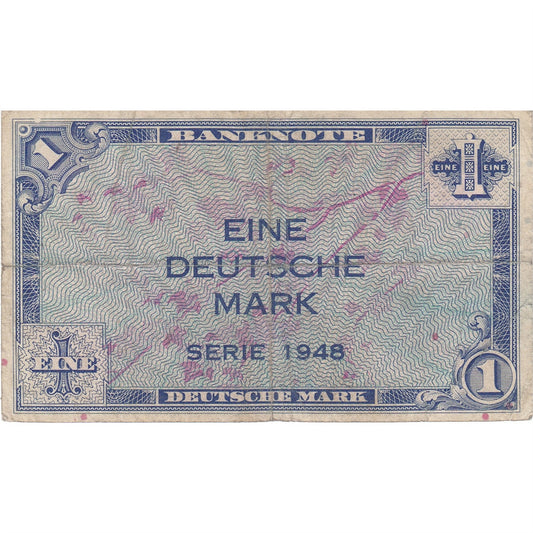 BANKNOTE
1
EINE 1 EINE
EINE
DEUTSCHE
MARK
SERIE 1948
EINE
1
1
DEUTSCHE MARK